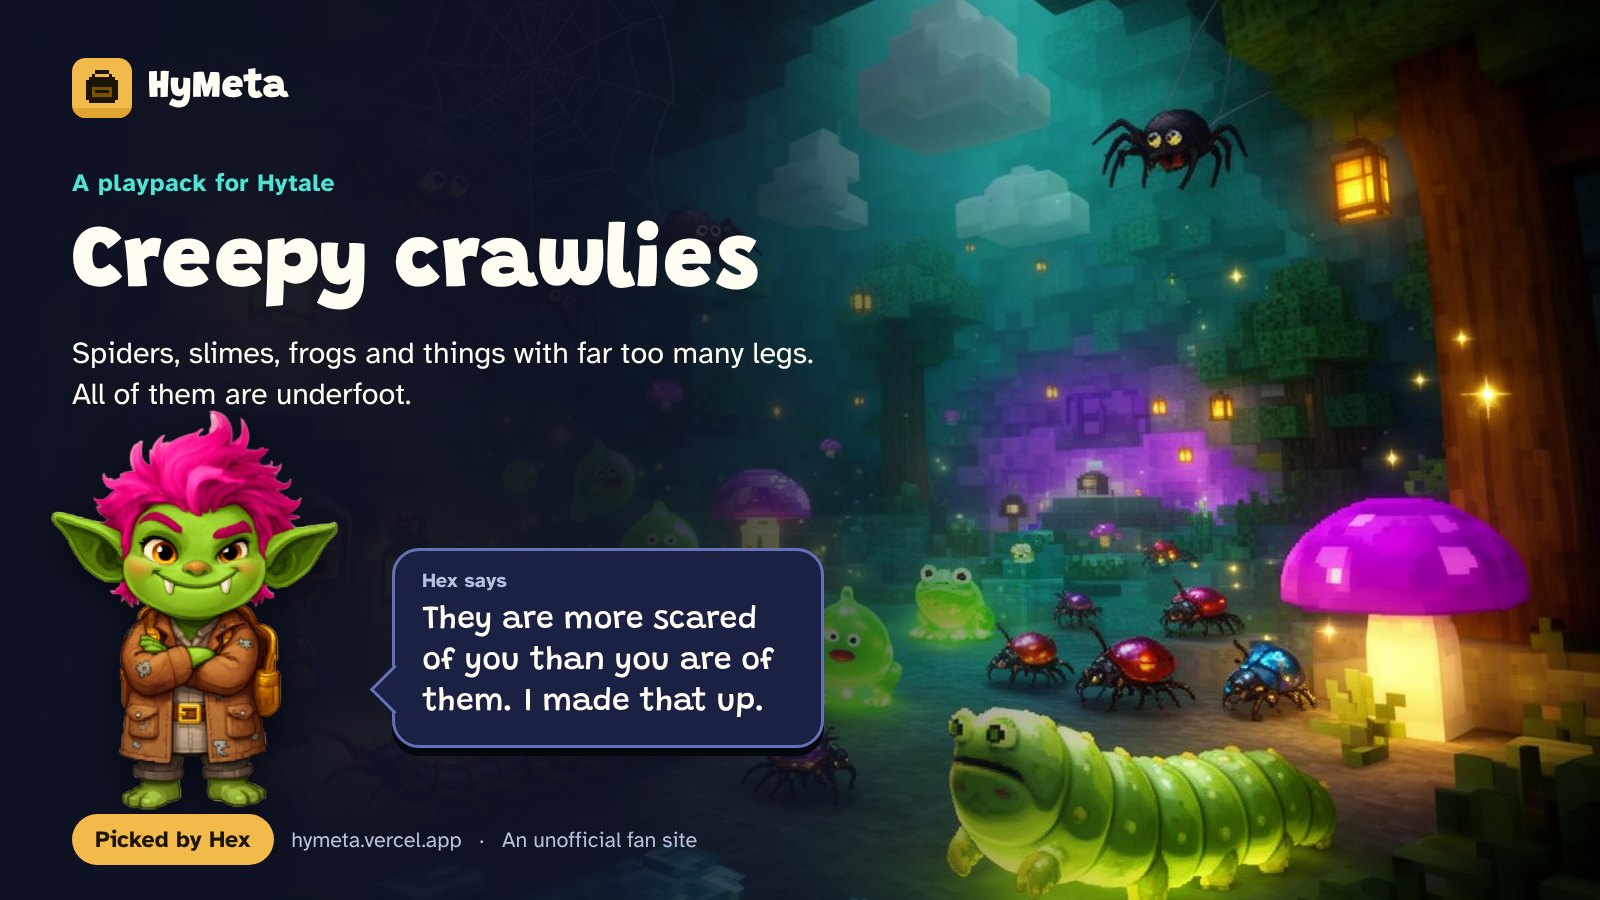 HyMeta
A playpack for Hytale
Creepy crawlies
Spiders, slimes, frogs and things with far too many legs.
All of them are underfoot.
Hex says
They are more scared
of you than you are of
them. I made that up.
Picked by Hex
hymeta.vercel.app · An unofficial fan site